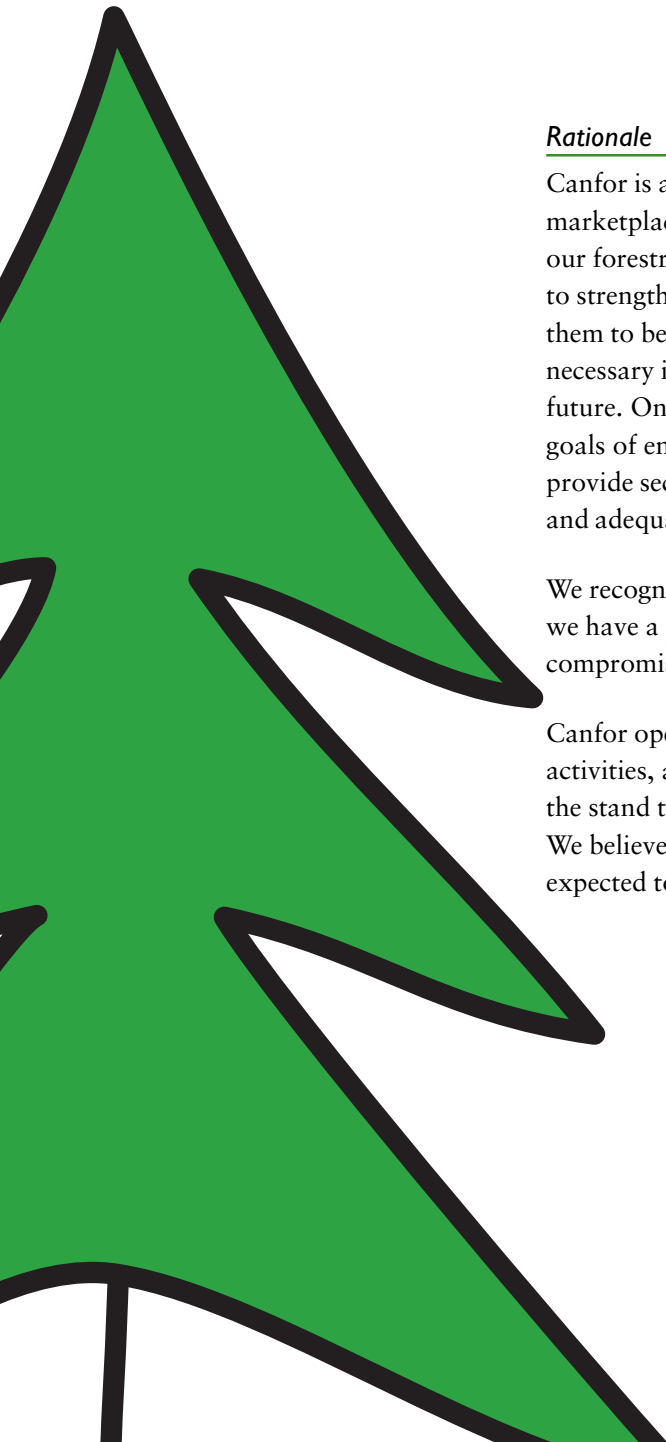 Rationale
Canfor is
marketplac
our forestr
to strength
them to be
necessary
future. On
goals of en
provide sec
and adequa
We recogn
we have a
compromis
Canfor ope
activities,
the stand t
We believe
expected to